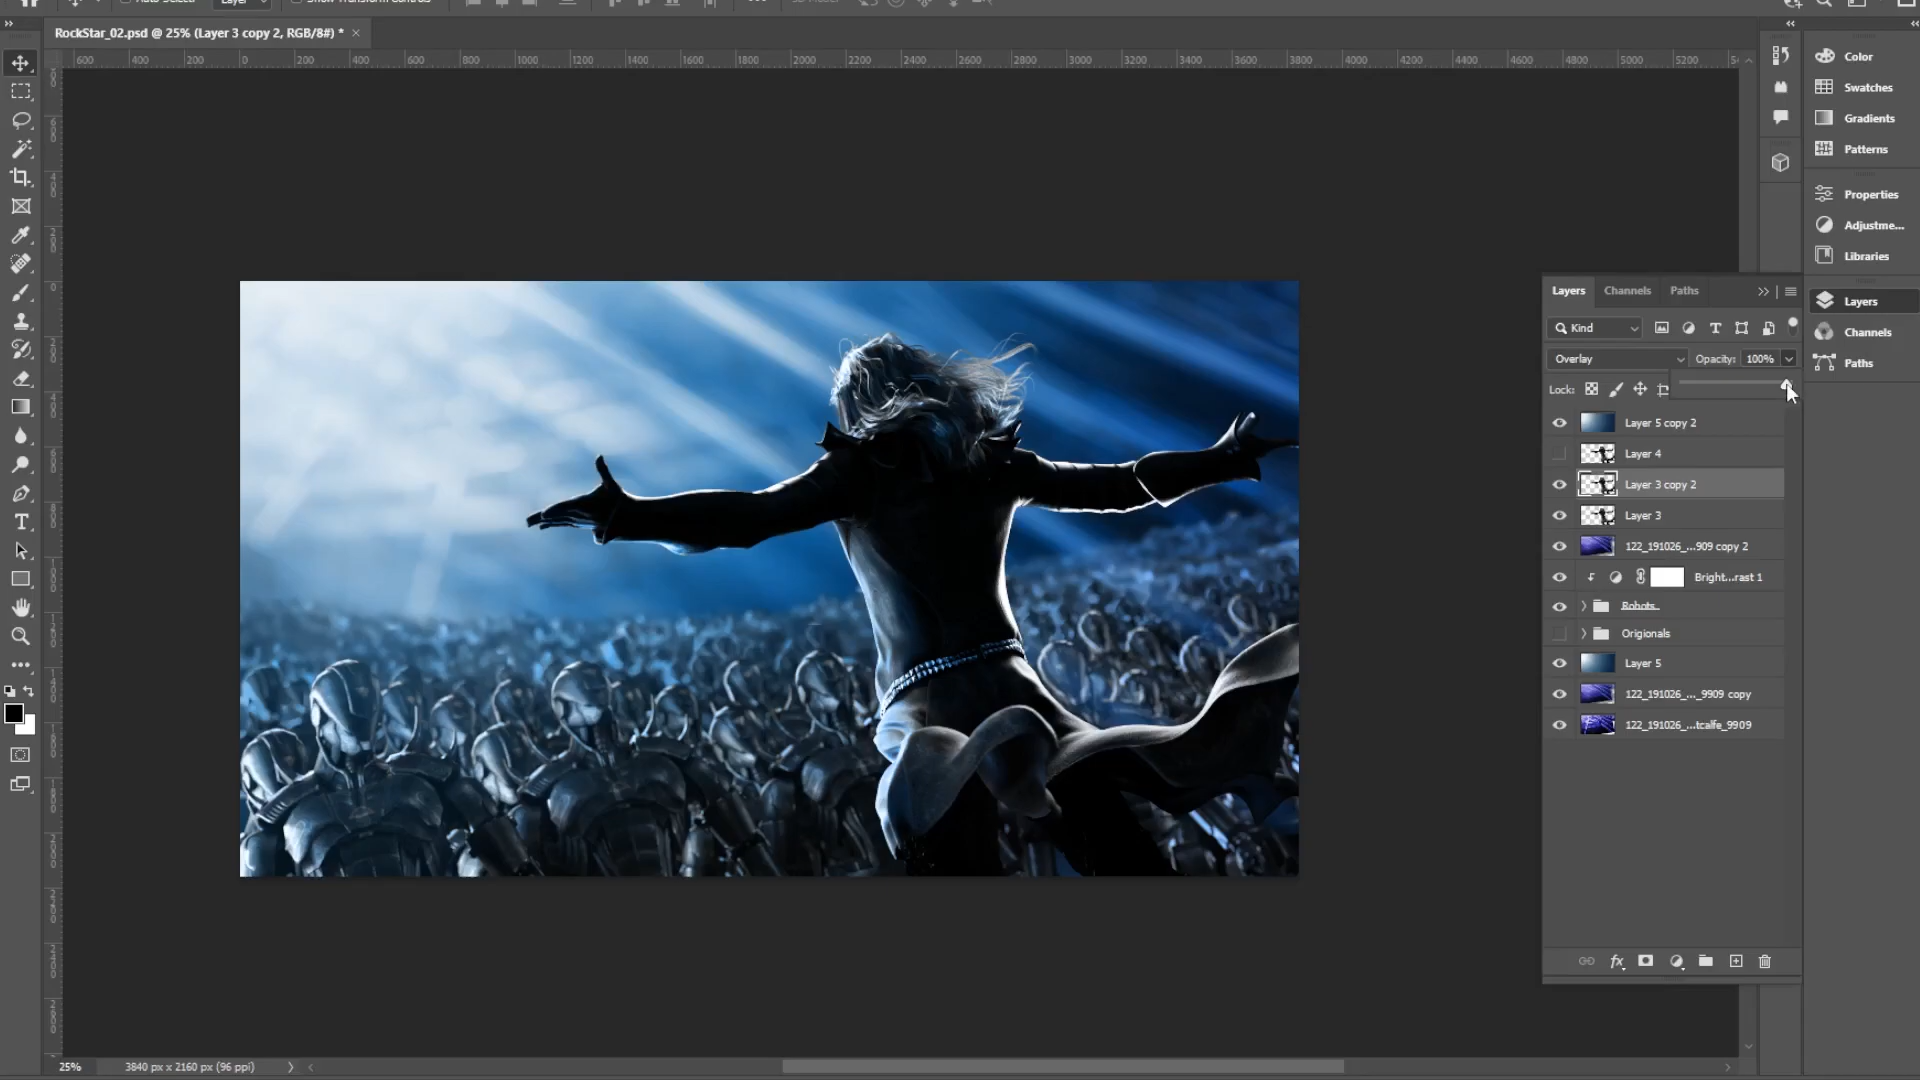 Auto-Select: Layer Show Transform Controls
RockStar_02.psd @ 25% (Layer 3 copy 2, RGB/8#) * ×
600 400 200 0 200 400 600 800 1000 1200 1400 1600 1800 2000 2200 2400 2600 2800 3000 3200 3400 3600 3800 4000 4200 4400 4600 4800 5000 5200
Color
Swatches
Gradients
Patterns
Properties
Adjustme...
Libraries
Layers
Channels
Paths
Layers Channels Paths
Kind
Overlay Opacity: 100%
Lock:
Layer 5 copy 2
Layer 4
Layer 3 copy 2
Layer 3
122_191026_...909 copy 2
Bright...rast 1
Robots
Origionals
Layer 5
122_191026_..._9909 copy
122_191026_...tcalfe_9909
fx
25% 3840 px x 2160 px (96 ppi)